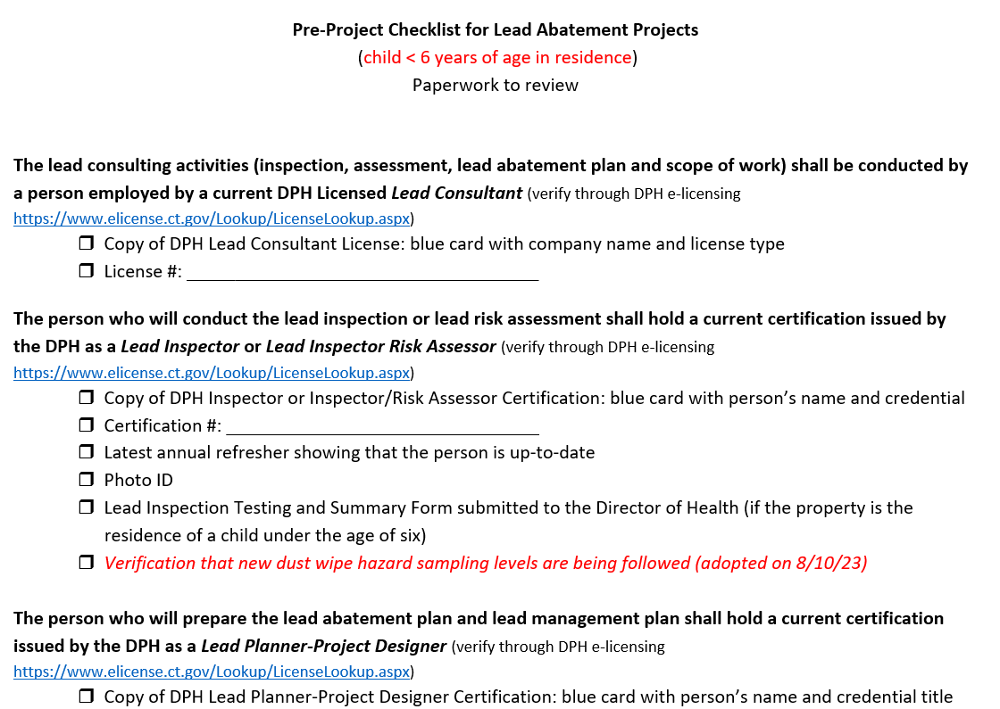 Pre-Project Checklist for Lead Abatement Projects
(child < 6 years of age in residence)
Paperwork to review
The lead consulting activities (inspection, assessment, lead abatement plan and scope of work) shall be conducted by
a person employed by a current DPH Licensed Lead Consultant (verify through DPH e-licensing
https://www.elicense.ct.gov/Lookup/LicenseLookup.aspx)
❒ Copy of DPH Lead Consultant License: blue card with company name and license type
❒ License #: ___________________________________
The person who will conduct the lead inspection or lead risk assessment shall hold a current certification issued by
the DPH as a Lead Inspector or Lead Inspector Risk Assessor (verify through DPH e-licensing
https://www.elicense.ct.gov/Lookup/LicenseLookup.aspx)
❒ Copy of DPH Inspector or Inspector/Risk Assessor Certification: blue card with person’s name and credential
❒ Certification #: _______________________________
❒ Latest annual refresher showing that the person is up-to-date
❒ Photo ID
❒ Lead Inspection Testing and Summary Form submitted to the Director of Health (if the property is the
residence of a child under the age of six)
❒ Verification that new dust wipe hazard sampling levels are being followed (adopted on 8/10/23)
The person who will prepare the lead abatement plan and lead management plan shall hold a current certification
issued by the DPH as a Lead Planner-Project Designer (verify through DPH e-licensing
https://www.elicense.ct.gov/Lookup/LicenseLookup.aspx)
❒ Copy of DPH Lead Planner-Project Designer Certification: blue card with person’s name and credential title